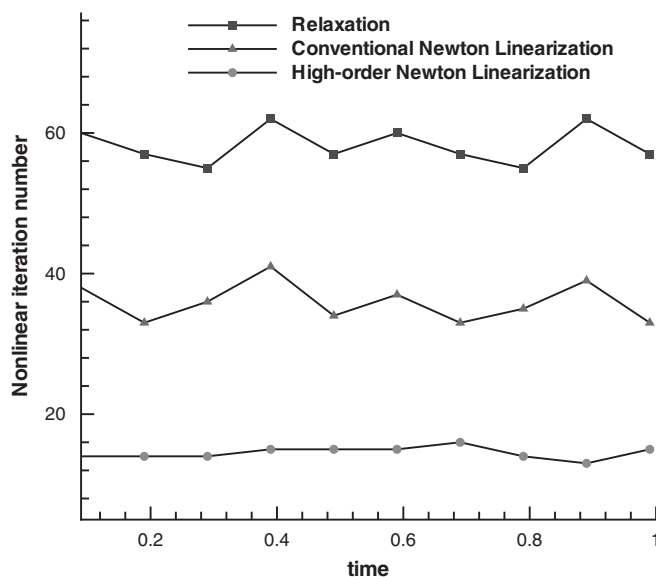 Relaxation
Conventional Newton Linearization
High-order Newton Linearization
Nonlinear iteration number
60
40
20
0.2
0.4
0.6
0.8
1
time